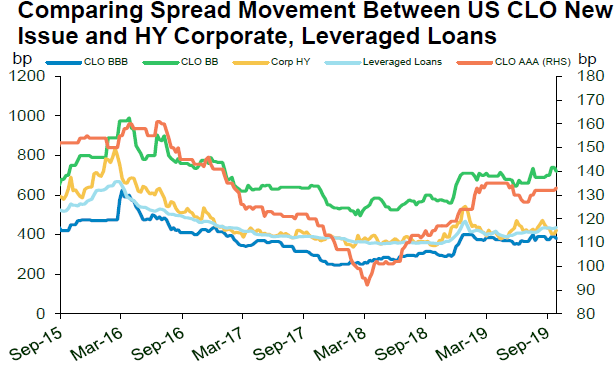 Comparing Spread Movement Between US CLO New
Issue and HY Corporate, Leveraged Loans
bp
CLO BBB
CLO BB
Corp HY
Leveraged Loans
CLO AAA (RHS)
bp
1200
1000
800
600
400
200
0
180
170
160
150
140
130
120
110
100
90
80
Sep-15
Mar-16
Sep-16
Mar-17
Sep-17
Mar-18
Sep-18
Mar-19
Sep-19